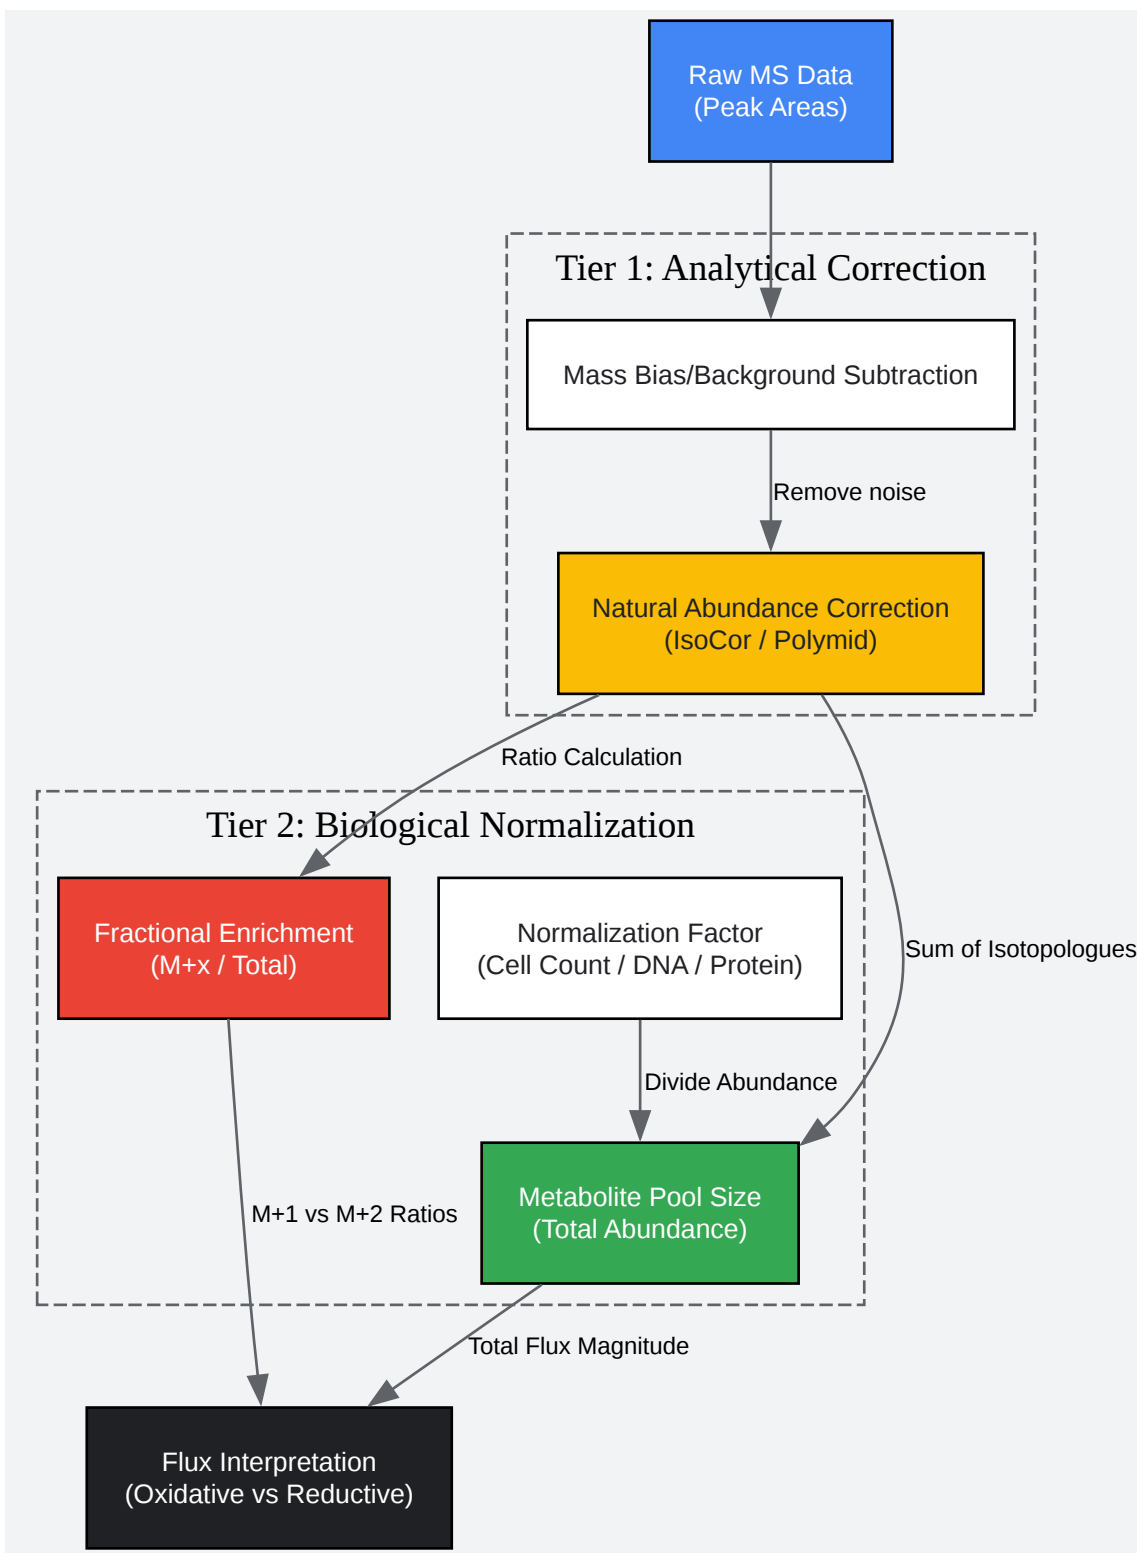 Raw MS Data
(Peak Areas)
Tier 1: Analytical Correction
Mass Bias/Background Subtraction
Remove noise
Natural Abundance Correction
(IsoCor / Polymid)
Ratio Calculation
Tier 2: Biological Normalization
Fractional Enrichment
(M+x / Total)
Normalization Factor
(Cell Count / DNA / Protein)
Sum of Isotopologues
Divide Abundance
Metabolite Pool Size
(Total Abundance)
M+1 vs M+2 Ratios
Total Flux Magnitude
Flux Interpretation
(Oxidative vs Reductive)